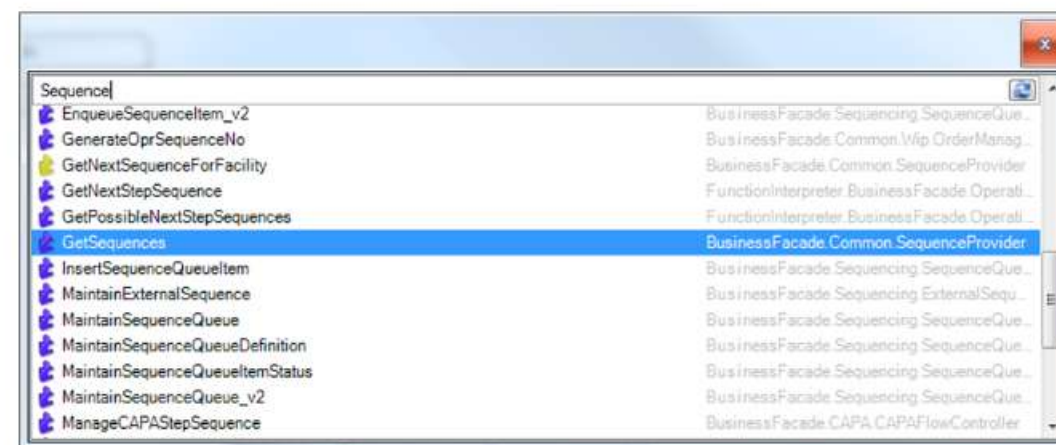 Sequence
EnqueueSequenceItem_v2 BusinessFacade.Sequencing.SequenceQue...
GenerateOprSequenceNo BusinessFacade.Common.Wip.OrderManag...
GetNextSequenceForFacility BusinessFacade.Common.SequenceProvider
GetNextStepSequence FunctionInterpreter.BusinessFacade.Operati...
GetPossibleNextStepSequences FunctionInterpreter.BusinessFacade.Operati...
GetSequences BusinessFacade.Common.SequenceProvider
InsertSequenceQueueItem BusinessFacade.Sequencing.SequenceQue...
MaintainExternalSequence BusinessFacade.Sequencing.ExternalSequ...
MaintainSequenceQueue BusinessFacade.Sequencing.SequenceQue...
MaintainSequenceQueueDefinition BusinessFacade.Sequencing.SequenceQue...
MaintainSequenceQueueItemStatus BusinessFacade.Sequencing.SequenceQue...
MaintainSequenceQueue_v2 BusinessFacade.Sequencing.SequenceQue...
ManageCAPAStepSequence BusinessFacade.CAPA.CAPAFlowController